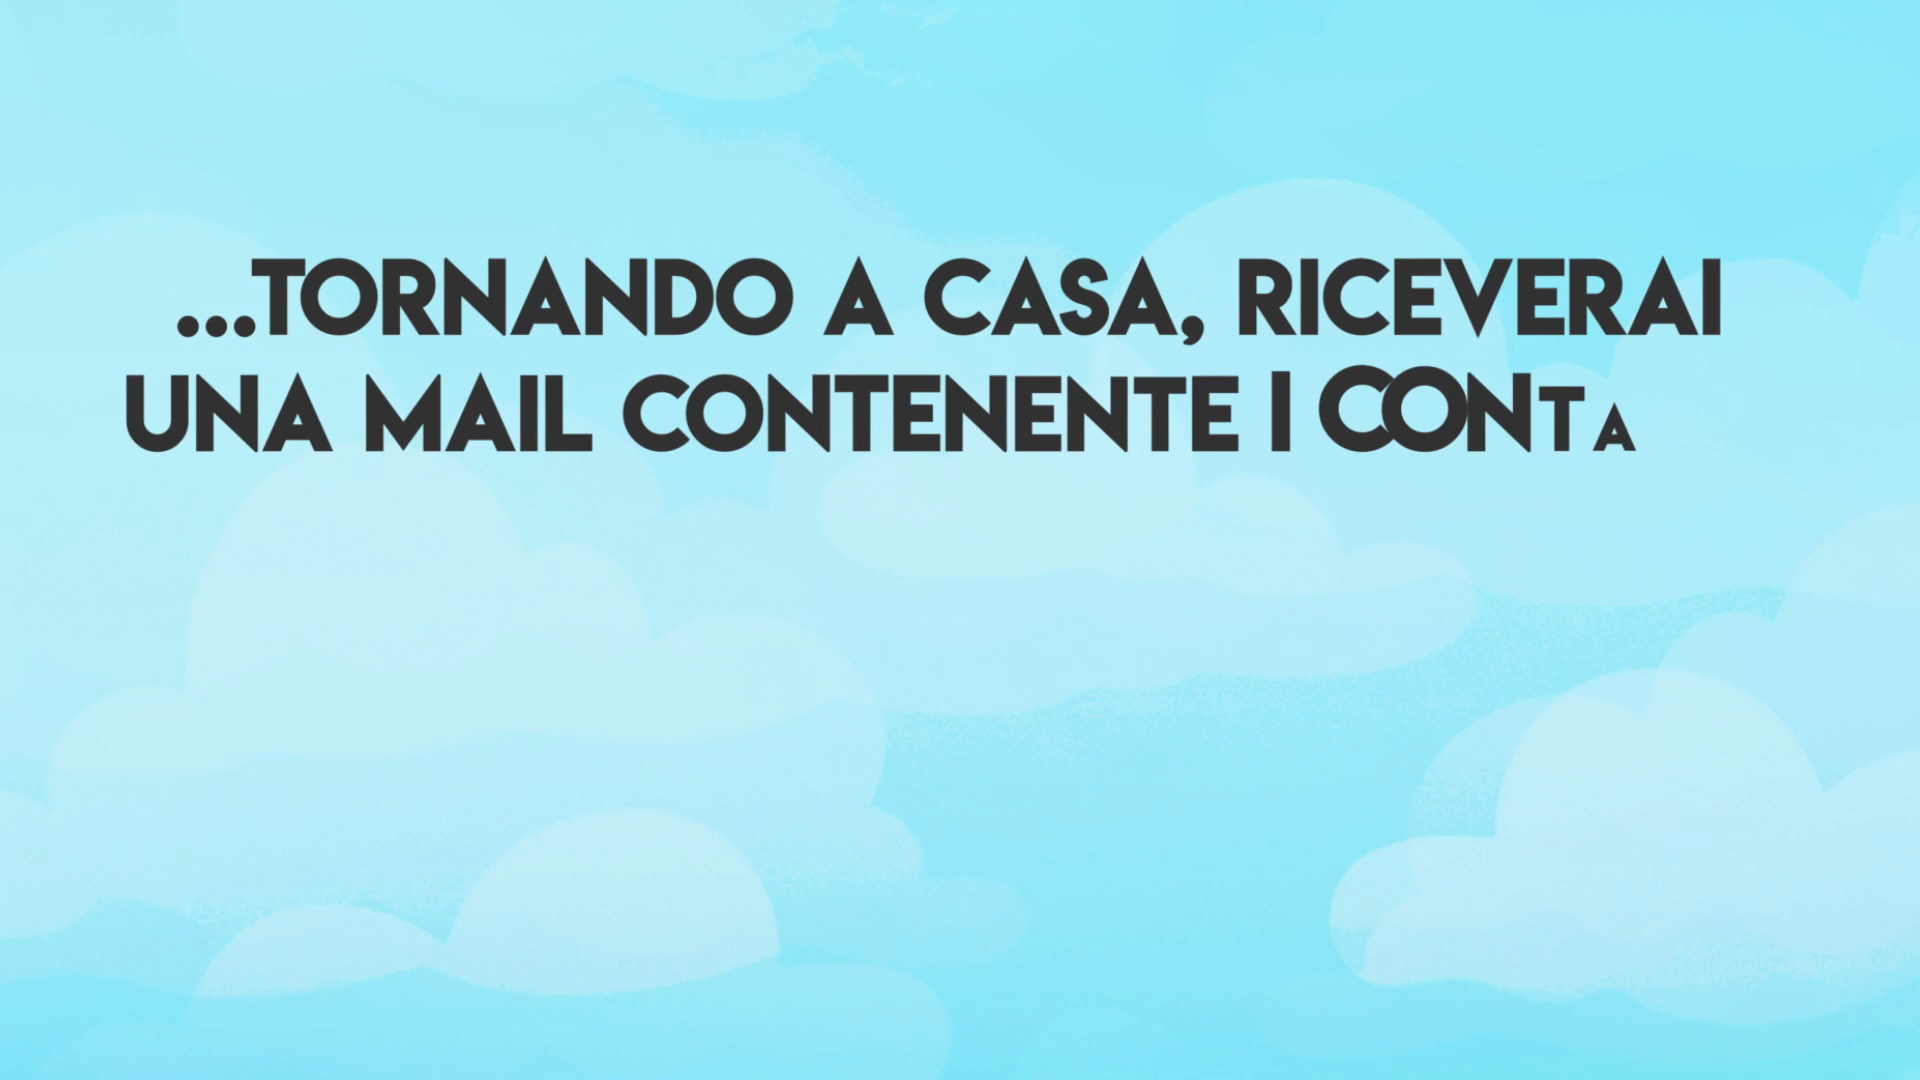 ...TORNANDO A CASA, RICEVERAI
UNA MAIL CONTENENTE I CONTA